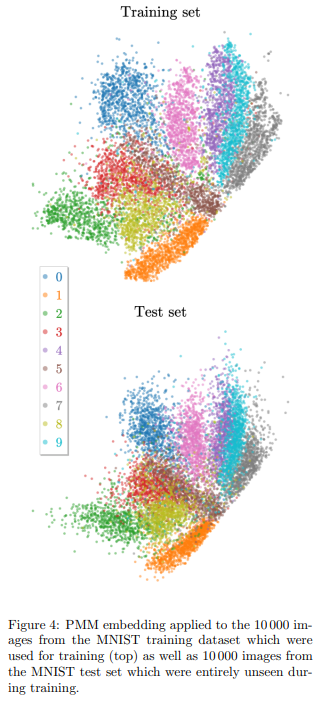 Training set
0
1
2
3
4
5
6
7
8
9
Test set
Figure 4: PMM embedding applied to the 10 000 im-
ages from the MNIST training dataset which were
used for training (top) as well as 10 000 images from
the MNIST test set which were entirely unseen dur-
ing training.